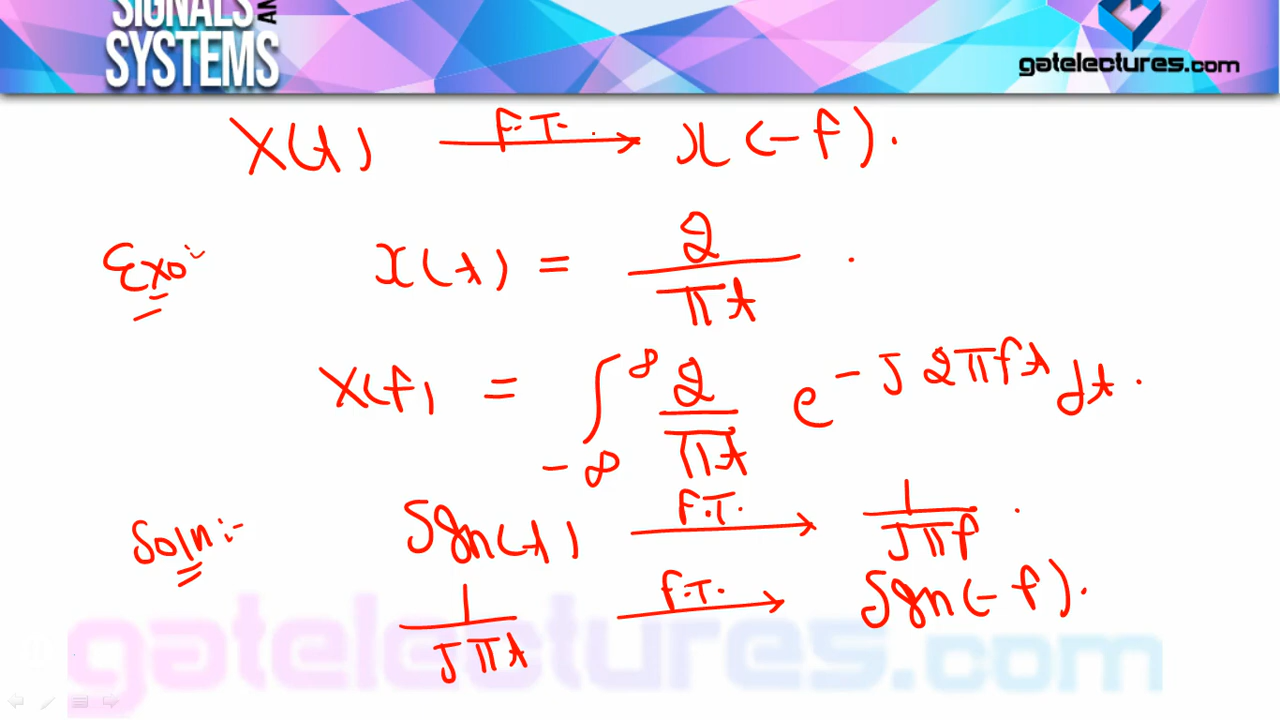 SIGNALS AND
SYSTEMS
gatelectures.com
X(t) F.T. → x(-f).
Ex: x(t) = 2/πt.
X(f) = ∫_{-∞}^{∞} 2/πt e^{-j2πft} dt.
Soln:- Sgn(t) F.T. → 1/jπf.
1/jπt F.T. → Sgn(-f).
gatelectures.com